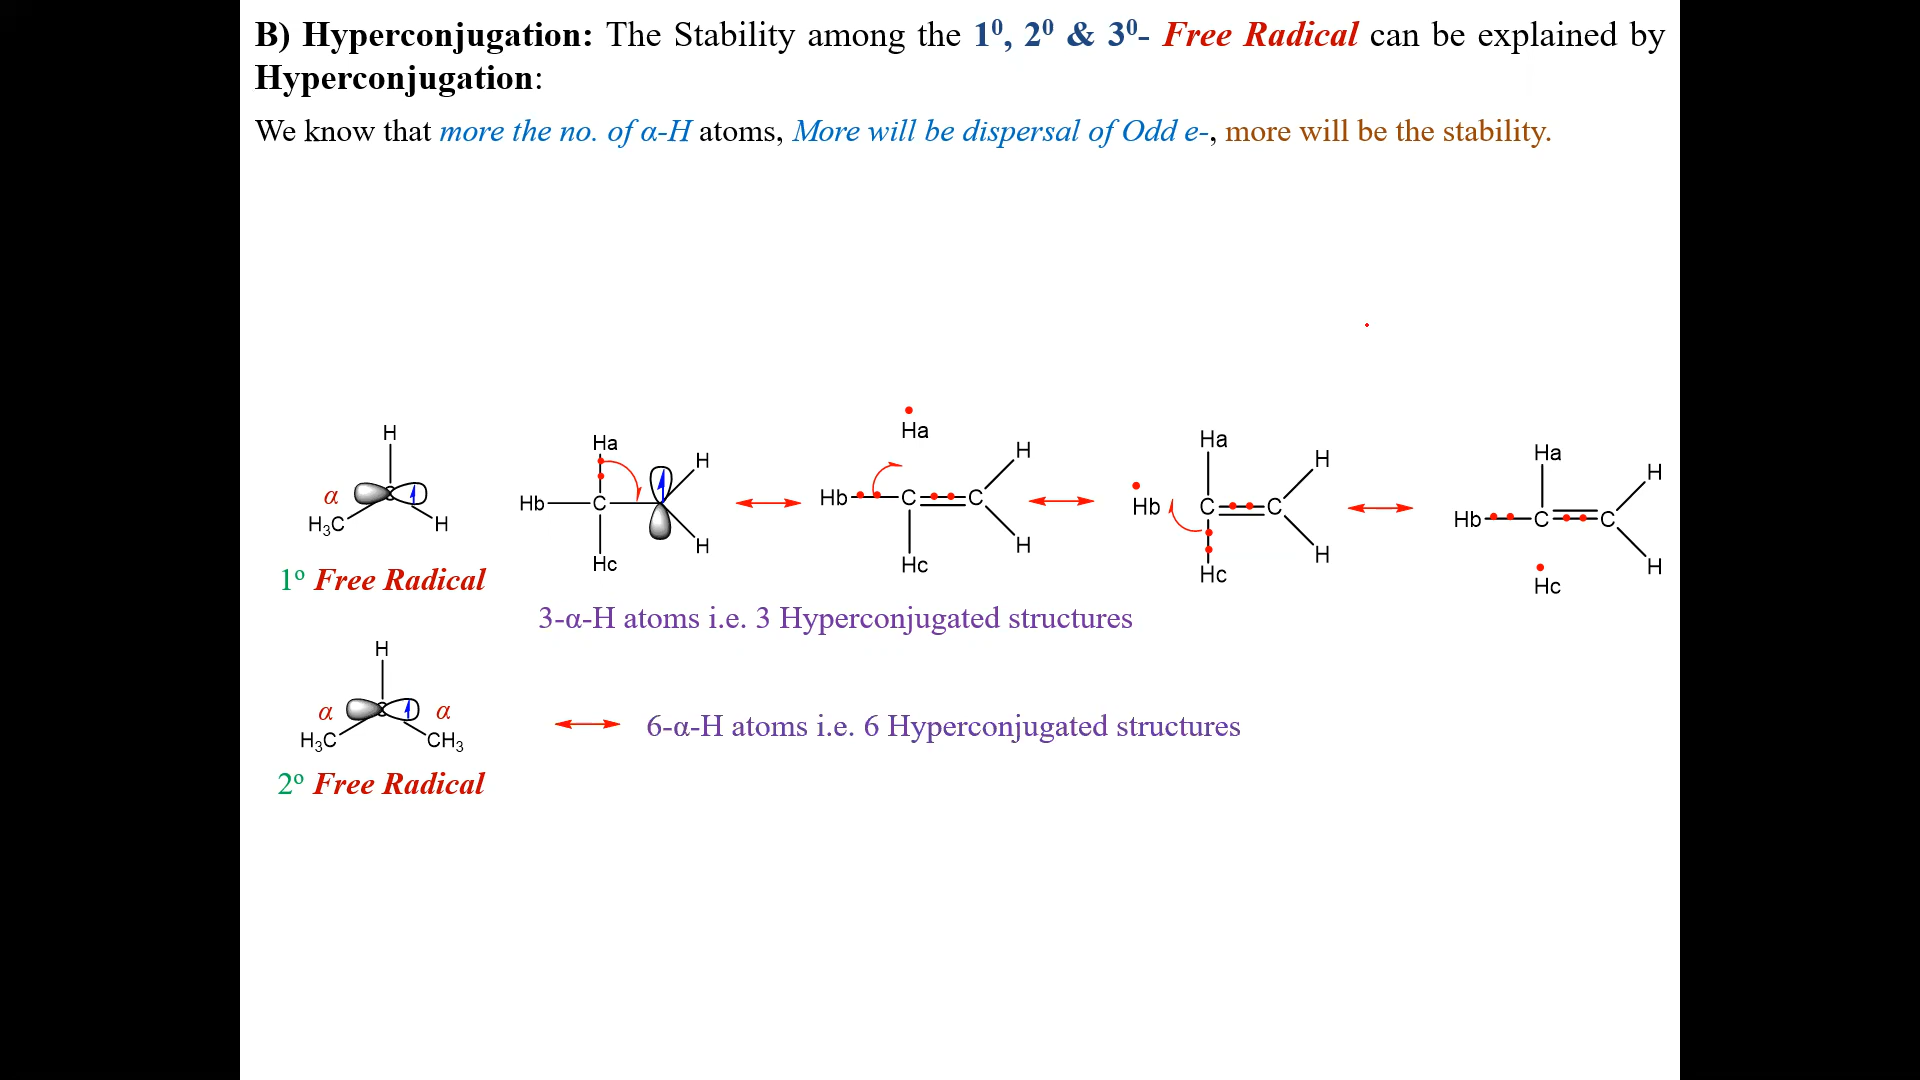 B) Hyperconjugation: The Stability among the 1⁰, 2⁰ & 3⁰- Free Radical can be explained by
Hyperconjugation:
We know that more the no. of α-H atoms, More will be dispersal of Odd e-, more will be the stability.
H
α
H₃C
H
1º Free Radical
Ha
Hb
C
Hc
H
H
Ha
Hb
C
C
Hc
H
H
Ha
Hb
C
C
Hc
H
H
Ha
Hb
C
C
Hc
H
H
3-α-H atoms i.e. 3 Hyperconjugated structures
H
α
α
H₃C
CH₃
2º Free Radical
6-α-H atoms i.e. 6 Hyperconjugated structures